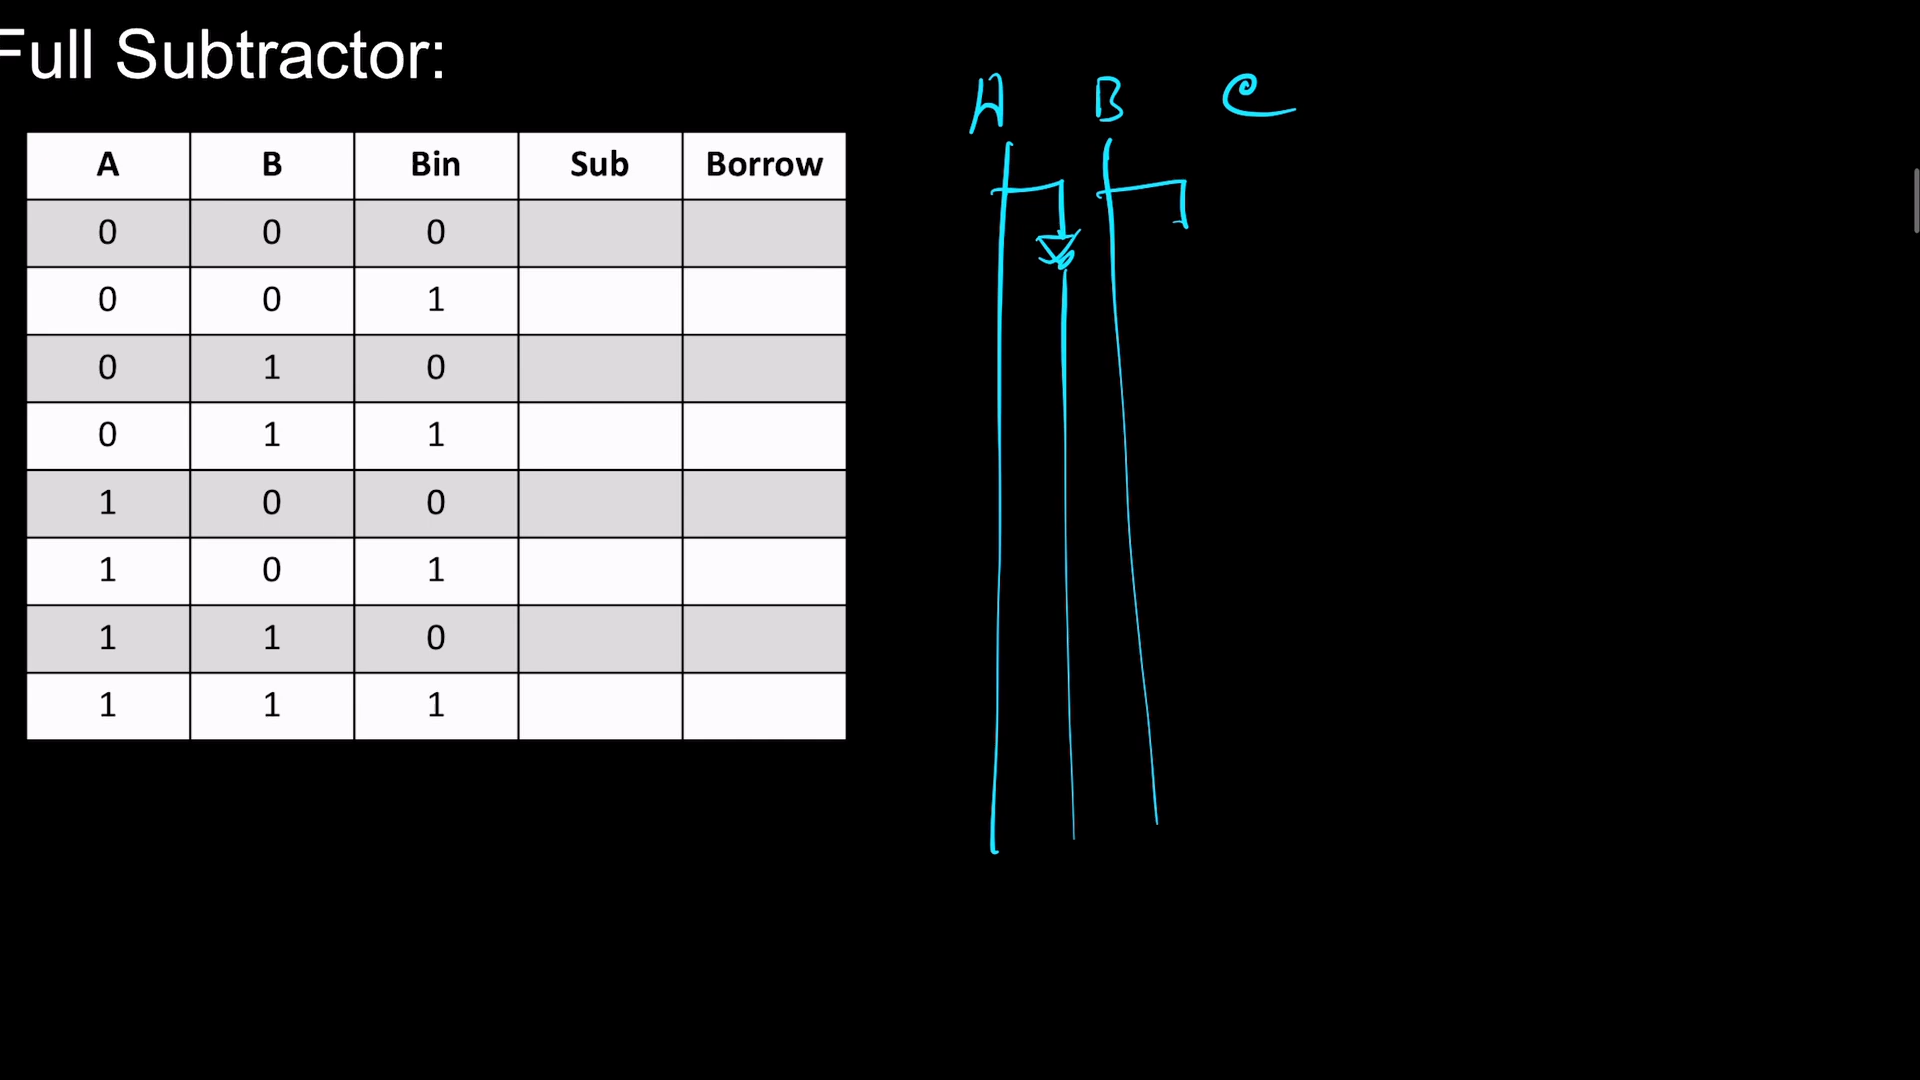 Full Subtractor:
A B C
A B Bin Sub Borrow
0 0 0
0 0 1
0 1 0
0 1 1
1 0 0
1 0 1
1 1 0
1 1 1